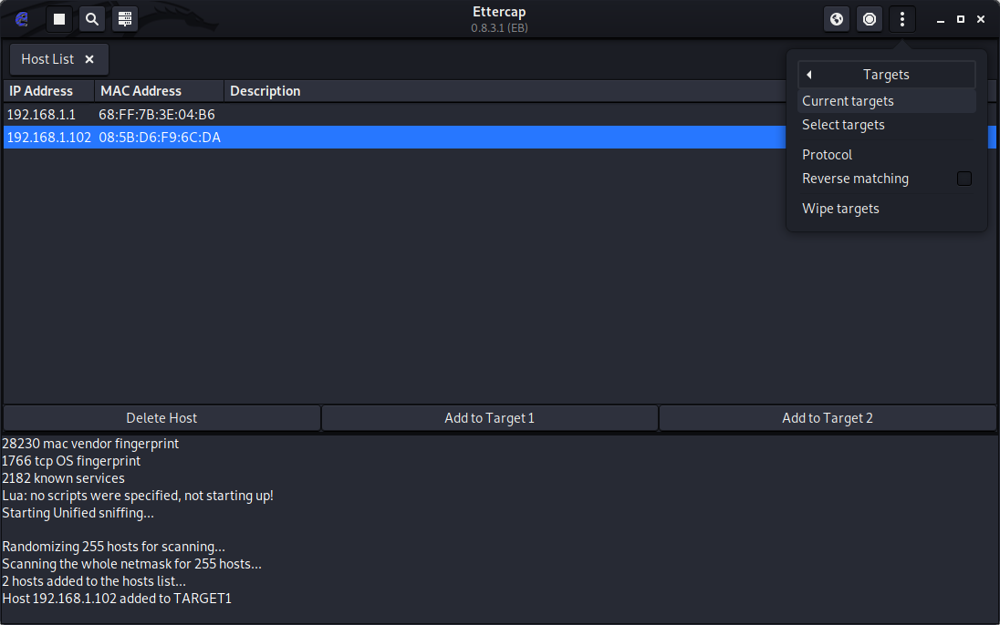 Ettercap
0.8.3.1 (EB)
Host List
Targets
IP Address MAC Address Description
Current targets
192.168.1.1 68:FF:7B:3E:04:B6
Select targets
192.168.1.102 08:5B:D6:F9:6C:DA
Protocol
Reverse matching
Wipe targets
Delete Host Add to Target 1 Add to Target 2
28230 mac vendor fingerprint
1766 tcp OS fingerprint
2182 known services
Lua: no scripts were specified, not starting up!
Starting Unified sniffing...
Randomizing 255 hosts for scanning...
Scanning the whole netmask for 255 hosts...
2 hosts added to the hosts list...
Host 192.168.1.102 added to TARGET1